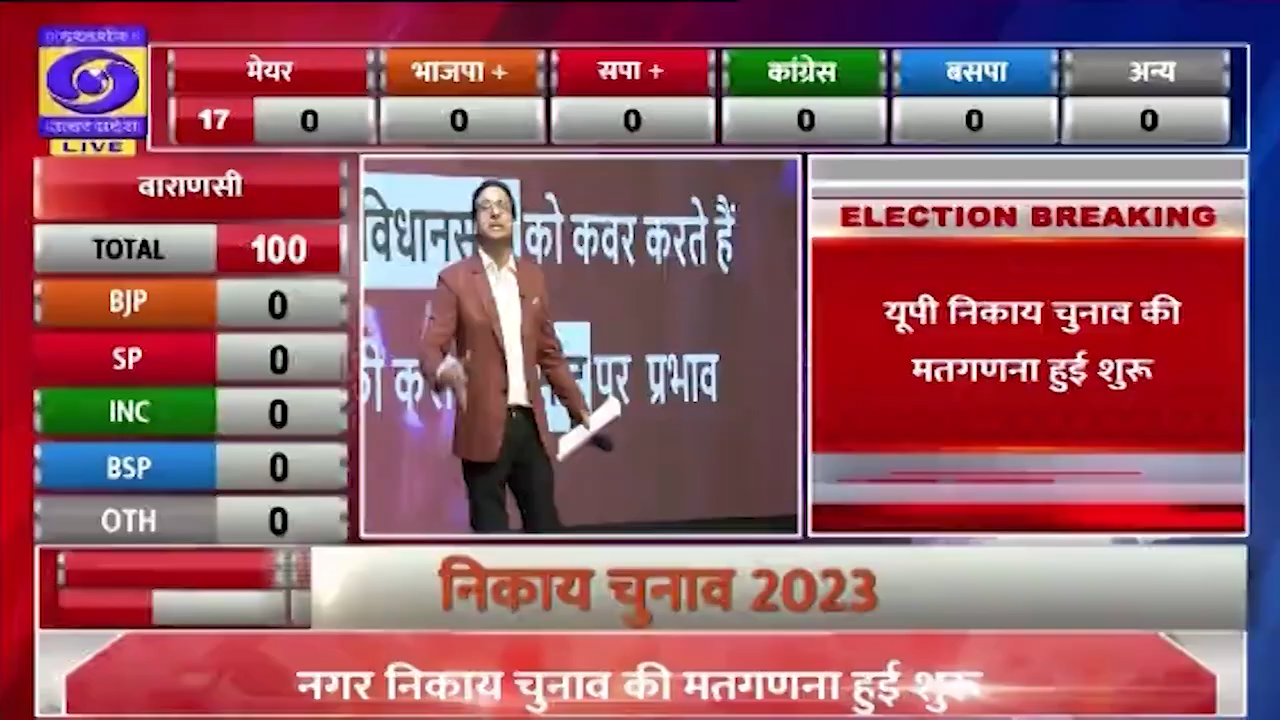 मेयर भाजपा + सपा + कांग्रेस बसपा अन्य
17 0 0 0 0 0 0
LIVE
वाराणसी
TOTAL 100
BJP 0
SP 0
INC 0
BSP 0
OTH 0
को कवर करते हैं
पर प्रभाव
ELECTION BREAKING
यूपी निकाय चुनाव की
मतगणना हुई शुरू
निकाय चुनाव 2023
नगर निकाय चुनाव की मतगणना हुई शुरू